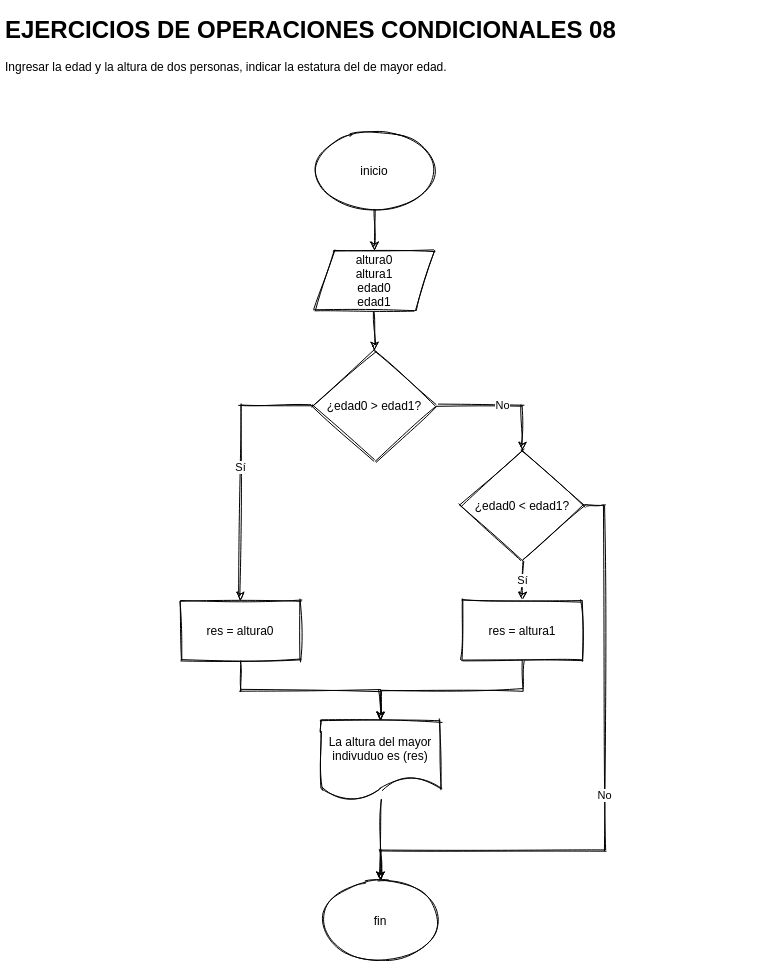 EJERCICIOS DE OPERACIONES CONDICIONALES 08
Ingresar la edad y la altura de dos personas, indicar la estatura del de mayor edad.
inicio
altura0
altura1
edad0
edad1
¿edad0 > edad1?
No
Sí
¿edad0 < edad1?
Sí
res = altura0
res = altura1
La altura del mayor
indivuduo es (res)
No
fin